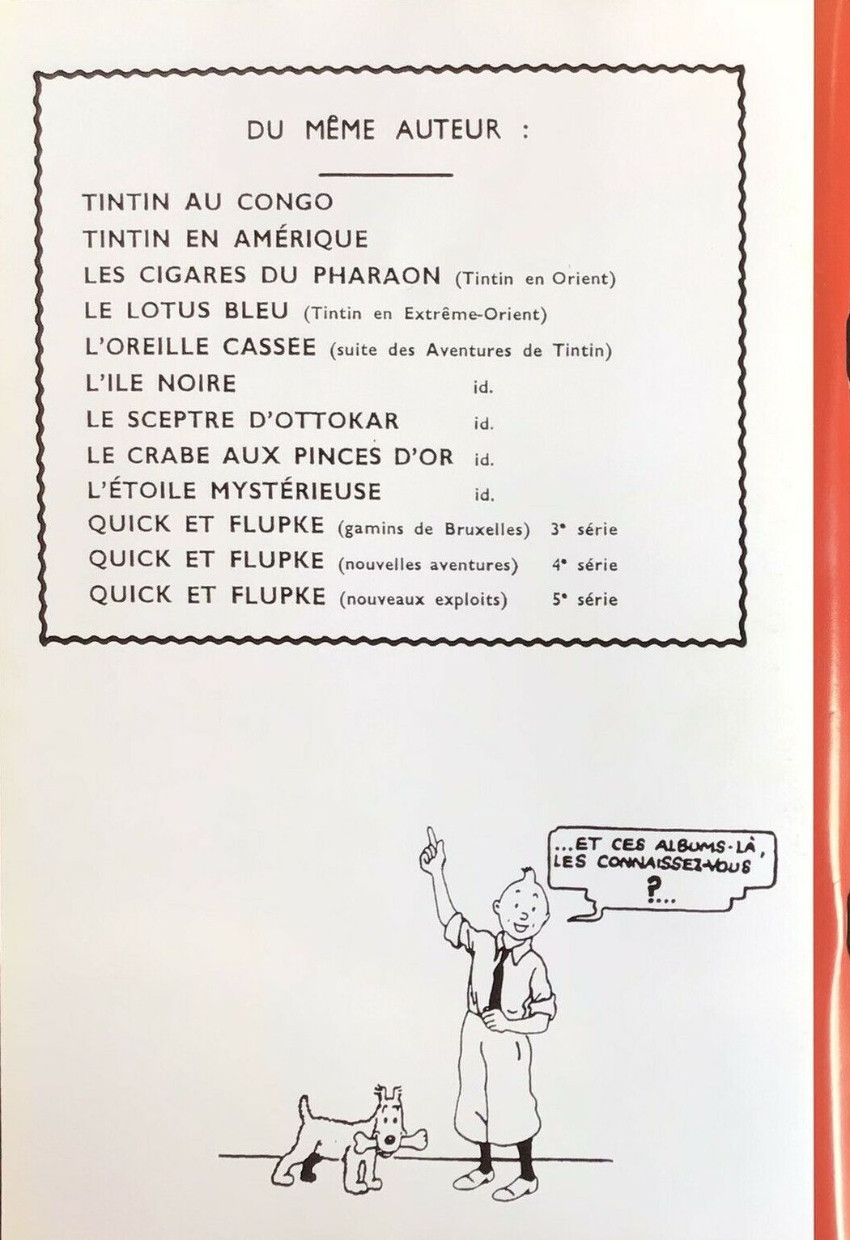 DU MÊME AUTEUR :
TINTIN AU CONGO
TINTIN EN AMÉRIQUE
LES CIGARES DU PHARAON (Tintin en Orient)
LE LOTUS BLEU (Tintin en Extrême-Orient)
L'OREILLE CASSÉE (suite des Aventures de Tintin)
L'ILE NOIRE id.
LE SCEPTRE D'OTTOKAR id.
LE CRABE AUX PINCES D'OR id.
L'ÉTOILE MYSTÉRIEUSE id.
QUICK ET FLUPKE (gamins de Bruxelles) 3e série
QUICK ET FLUPKE (nouvelles aventures) 4e série
QUICK ET FLUPKE (nouveaux exploits) 5e série
...ET CES ALBUMS-LÀ,
LES CONNAISSEZ-VOUS
?...